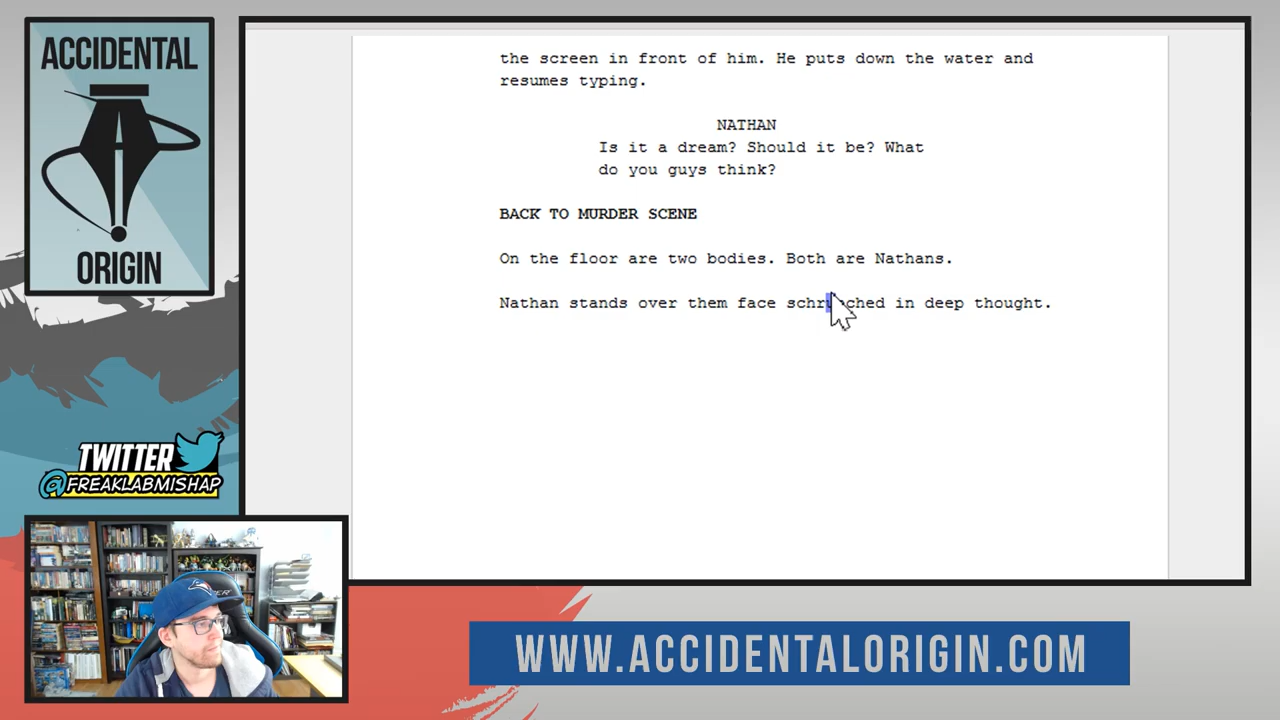 ACCIDENTAL
ORIGIN
the screen in front of him. He puts down the water and
resumes typing.
NATHAN
Is it a dream? Should it be? What
do you guys think?
BACK TO MURDER SCENE
On the floor are two bodies. Both are Nathans.
Nathan stands over them face in deep thought.
TWITTER
@FREAKLABMISHAP
WWW.ACCIDENTALORIGIN.COM